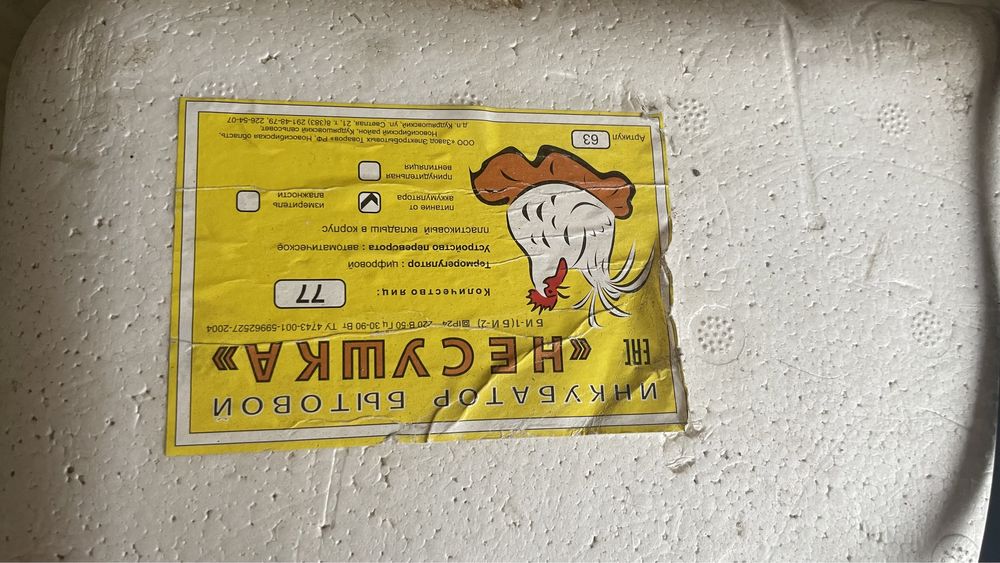 ИНКУБАТОР БЫТОВОЙ
EAC «НЕСУШКА»
БИ-1(БИ-2) IP24 220 В 50 Гц 30-90 Вт ТУ 4743-001-59962527-2004
Количество яиц: 77
Терморегулятор : цифровой
Устройство переворота : автоматическое
пластиковый вкладыш в корпус
питание от
аккумулятора
измеритель
влажности
принудительная
вентиляция
Артикул 63
ООО «Завод Электробытовых Товаров» РФ, Новосибирская область,
Новосибирский район, Кудряшовский сельсовет,
д.п. Кудряшовский, ул. Светлая, 21, т. 8(383) 291-48-79, 226-54-07